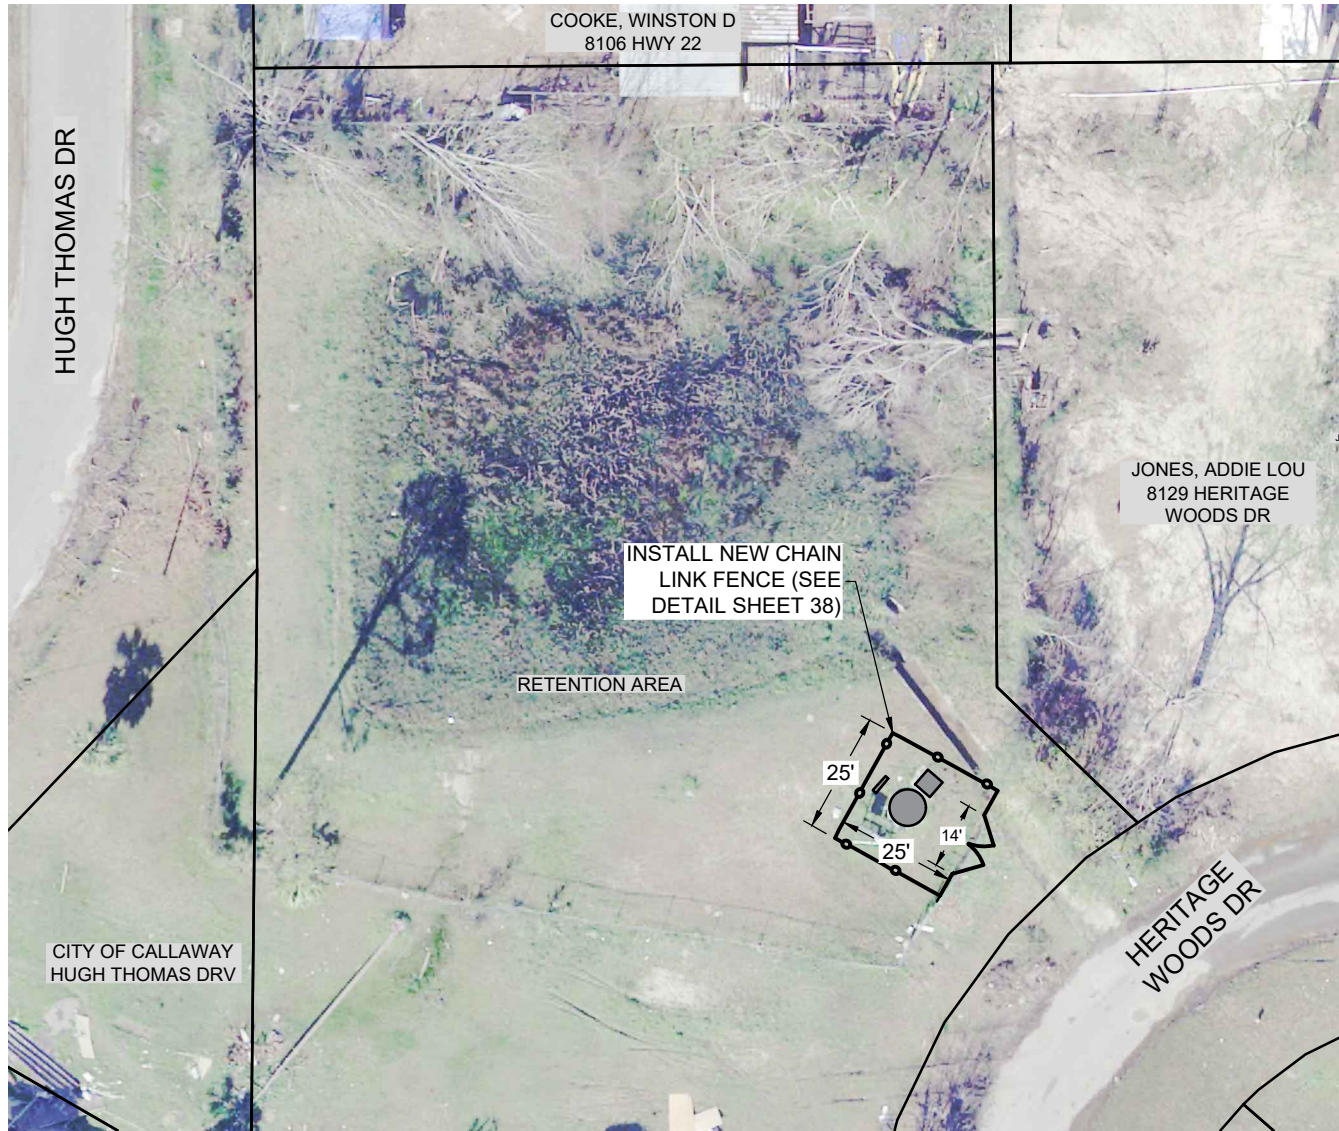 COOKE, WINSTON D
8106 HWY 22
HUGH THOMAS DR
JONES, ADDIE LOU
8129 HERITAGE
WOODS DR
INSTALL NEW CHAIN
LINK FENCE (SEE
DETAIL SHEET 38)
RETENTION AREA
25'
14'
25'
HERITAGE
WOODS DR
CITY OF CALLAWAY
HUGH THOMAS DRV